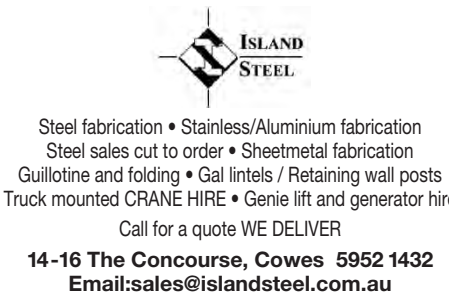 ISLAND
STEEL
Steel fabrication • Stainless/Aluminium fabrication
Steel sales cut to order • Sheetmetal fabrication
Guillotine and folding • Gal lintels / Retaining wall posts
Truck mounted CRANE HIRE • Genie lift and generator hire
Call for a quote WE DELIVER
14-16 The Concourse, Cowes 5952 1432
Email:sales@islandsteel.com.au